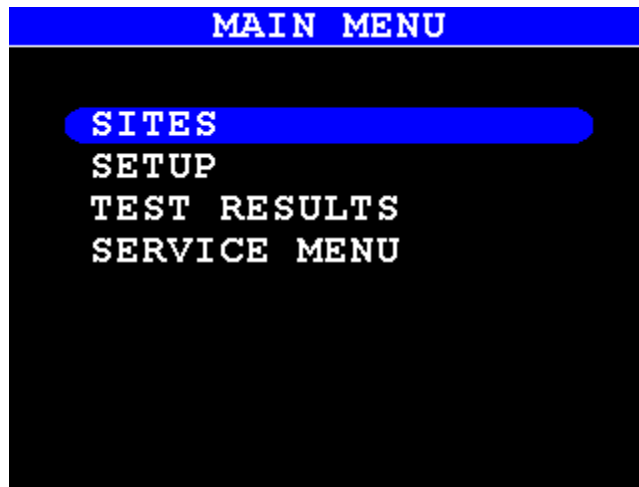 MAIN MENU
SITES
SETUP
TEST RESULTS
SERVICE MENU